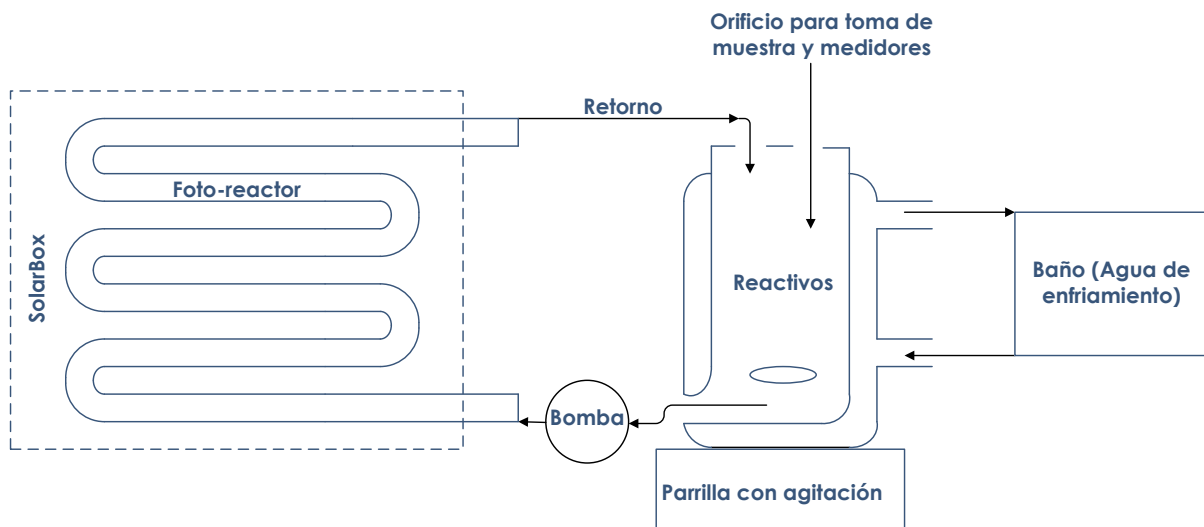 Orificio para toma de
muestra y medidores
Retorno
Foto-reactor
SolarBox
Reactivos
Baño (Agua de
enfriamiento)
Bomba
Parrilla con agitación